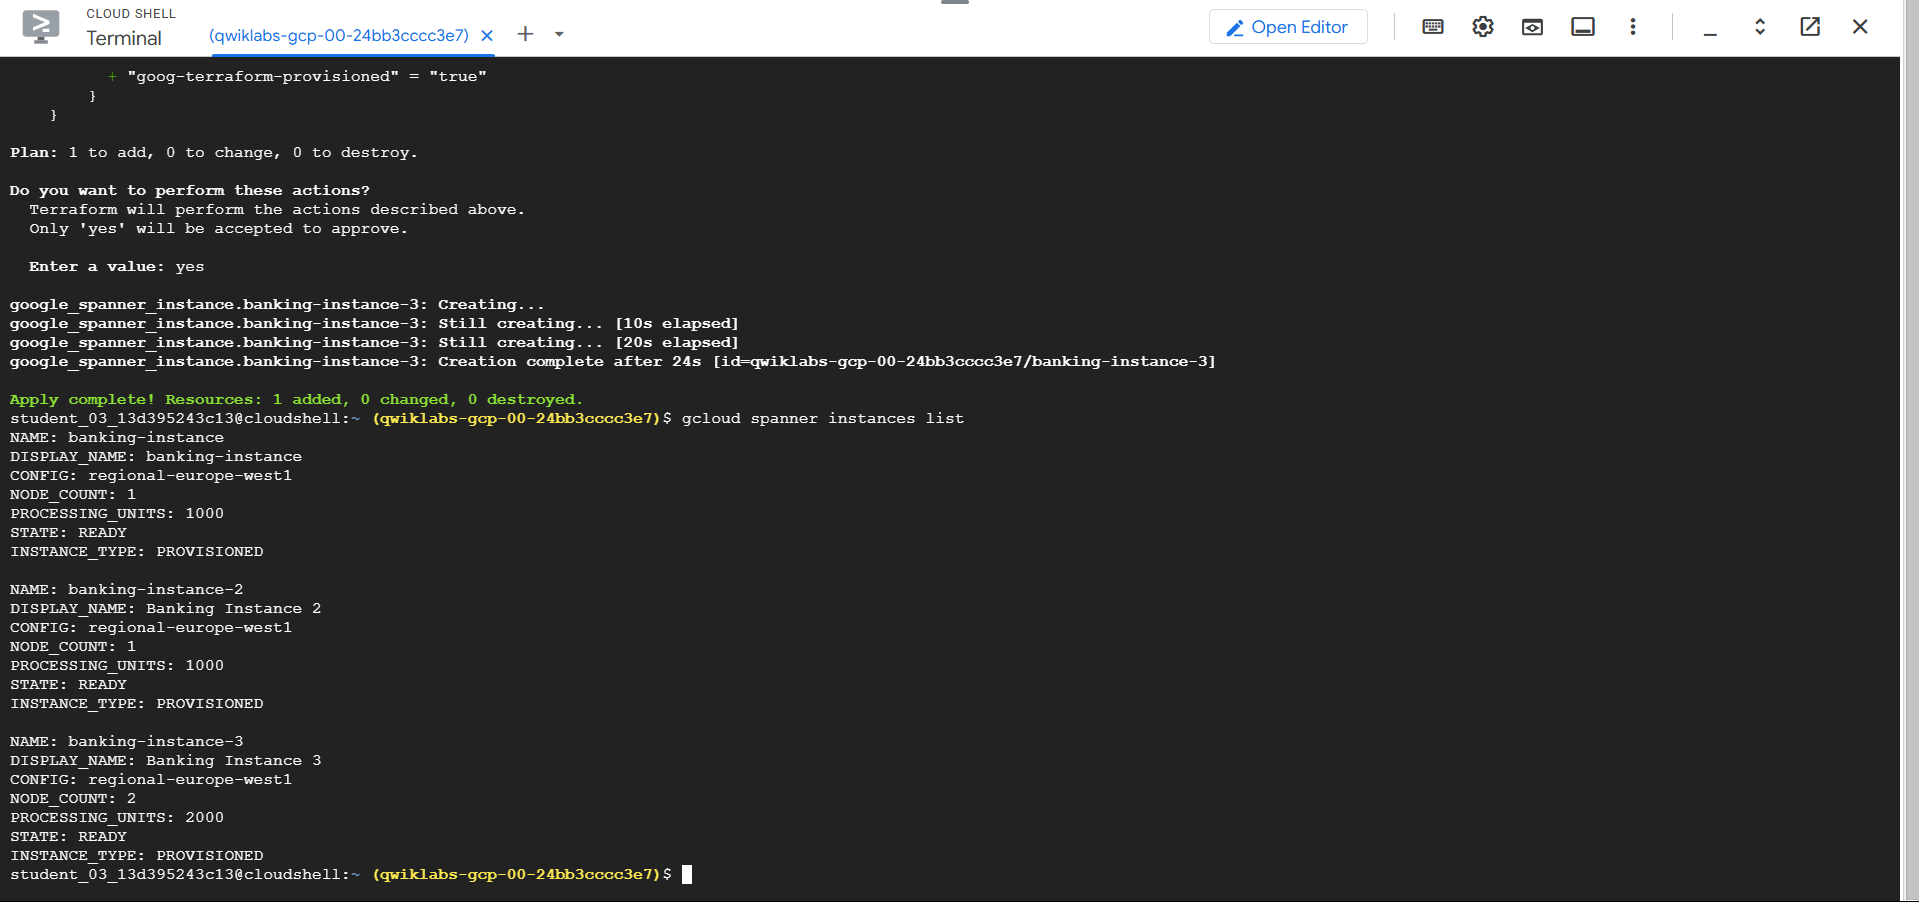 CLOUD SHELL
Terminal
(qwiklabs-gcp-00-24bb3cccc3e7)
Open Editor
+ "goog-terraform-provisioned" = "true"
}
}
Plan: 1 to add, 0 to change, 0 to destroy.
Do you want to perform these actions?
Terraform will perform the actions described above.
Only 'yes' will be accepted to approve.
Enter a value: yes
google_spanner_instance.banking-instance-3: Creating...
google_spanner_instance.banking-instance-3: Still creating... [10s elapsed]
google_spanner_instance.banking-instance-3: Still creating... [20s elapsed]
google_spanner_instance.banking-instance-3: Creation complete after 24s [id=qwiklabs-gcp-00-24bb3cccc3e7/banking-instance-3]
Apply complete! Resources: 1 added, 0 changed, 0 destroyed.
student_03_13d395243c13@cloudshell:~ (qwiklabs-gcp-00-24bb3cccc3e7)$ gcloud spanner instances list
NAME: banking-instance
DISPLAY_NAME: banking-instance
CONFIG: regional-europe-west1
NODE_COUNT: 1
PROCESSING_UNITS: 1000
STATE: READY
INSTANCE_TYPE: PROVISIONED
NAME: banking-instance-2
DISPLAY_NAME: Banking Instance 2
CONFIG: regional-europe-west1
NODE_COUNT: 1
PROCESSING_UNITS: 1000
STATE: READY
INSTANCE_TYPE: PROVISIONED
NAME: banking-instance-3
DISPLAY_NAME: Banking Instance 3
CONFIG: regional-europe-west1
NODE_COUNT: 2
PROCESSING_UNITS: 2000
STATE: READY
INSTANCE_TYPE: PROVISIONED
student_03_13d395243c13@cloudshell:~ (qwiklabs-gcp-00-24bb3cccc3e7)$